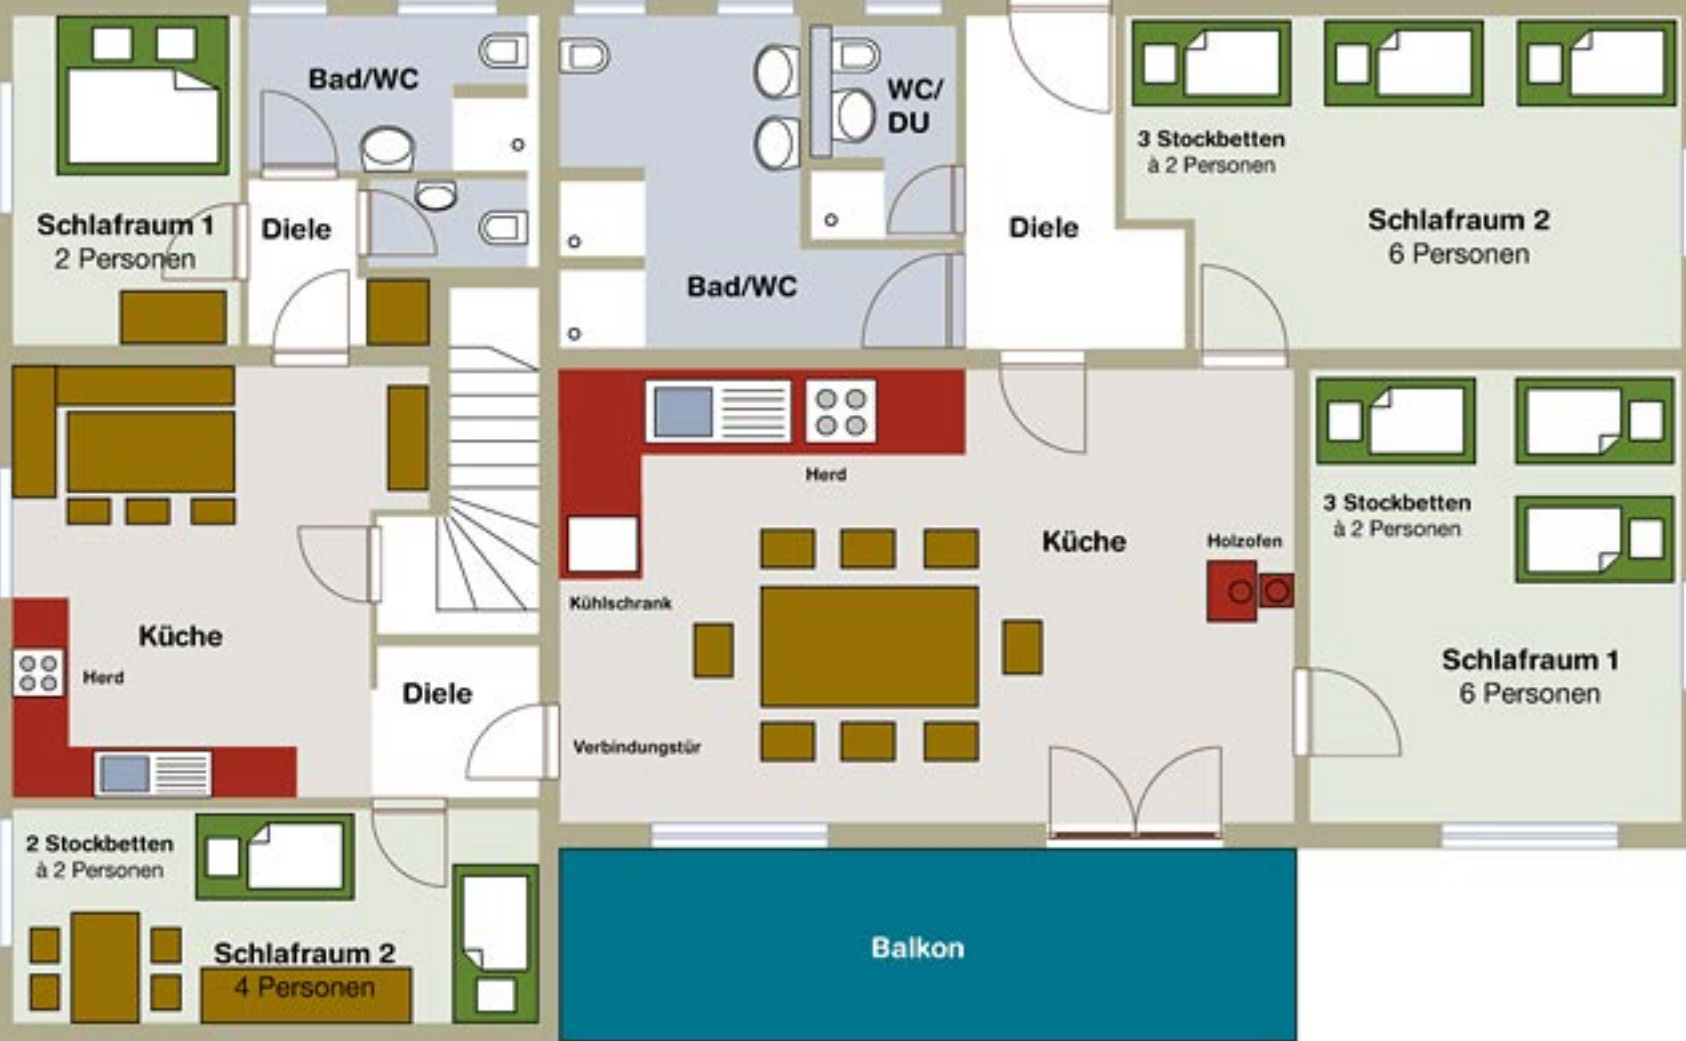 Bad/WC
WC/
DU
3 Stockbetten
à 2 Personen
Schlafraum 1
2 Personen
Diele
Diele
Schlafraum 2
6 Personen
Bad/WC
Herd
3 Stockbetten
à 2 Personen
Küche
Holzofen
Kühlschrank
Küche
Herd
Diele
Schlafraum 1
6 Personen
Verbindungstür
2 Stockbetten
à 2 Personen
Schlafraum 2
4 Personen
Balkon